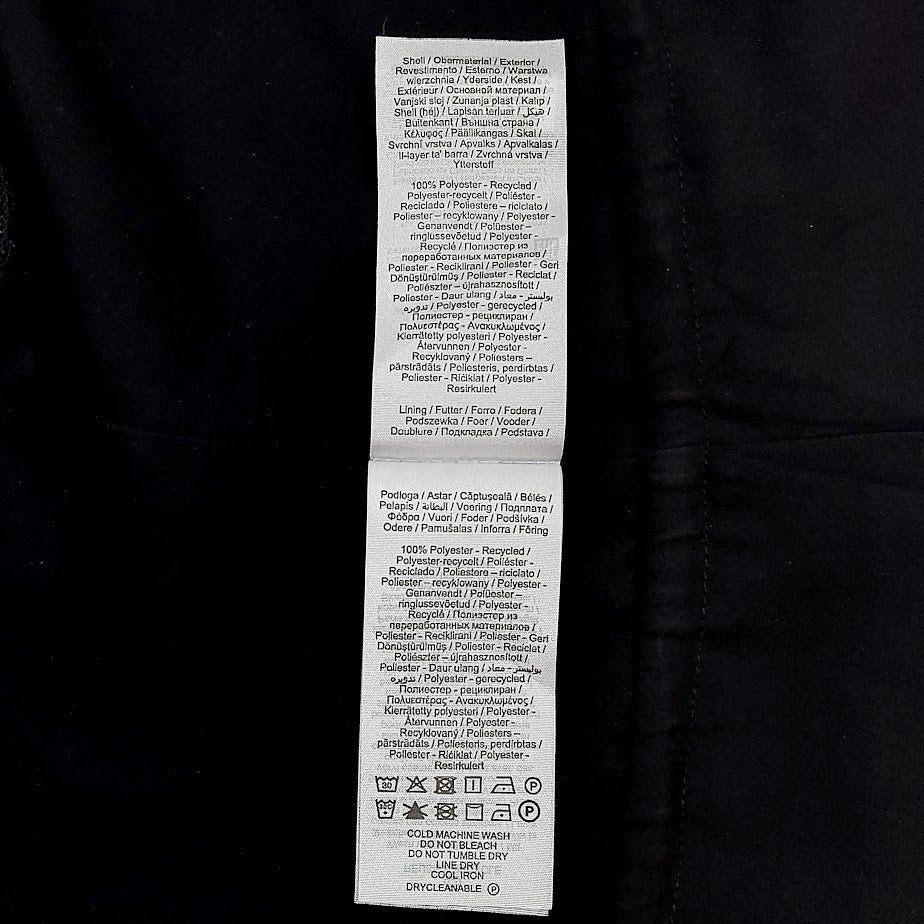 Shell / Obermaterial / Exterior /
Revestimento / Esterno / Warstwa
wierzchnia / Yderside / Kest /
Extérieur / Основной материал /
Vanjski sloj / Zunanja plast / Kalıp /
Shell (héj) / Lapisan terluar / هيكل /
Buitenkant / Външна страна /
Κέλυφος / Päällikangas / Skal /
Svrchní vrstva / Apvalks / Apvalkalas /
Il-layer ta' barra / Zvrchná vrstva /
Ytterstoff
100% Polyester - Recycled /
Polyester-recycelt / Poliéster -
Reciclado / Poliestere – riciclato /
Poliester – recyklowany / Polyester -
Genanvendt / Polüester –
ringlussevõetud / Polyester -
Recyclé / Полиэстер из
переработанных материалов /
Poliester - Reciklirani / Poliester - Geri
Dönüştürülmüş / Poliester - Reciclat /
Poliészter – újrahasznosított /
Poliester - Daur ulang / بوليستر - معاد
تدويره / Polyester - gerecycled /
Полиестер - рециклиран /
Πολυεστέρας - Ανακυκλωμένος /
Kierrätetty polyesteri / Polyester -
Återvunnen / Polyester -
Recyklovaný / Poliesters –
pārstrādāts / Poliesteris, perdirbtas /
Poliester - Riċiklat / Polyester -
Resirkulert
Lining / Futter / Forro / Fodera /
Podszewka / Foer / Vooder /
Doublure / Подкладка / Podstava /
Podloga / Astar / Căptușeală / Bélés /
Pelapis / البطانة / Voering / Подплата /
Φόδρα / Vuori / Foder / Podšívka /
Odere / Pamušalas / Inforra / Fôring
100% Polyester - Recycled /
Polyester-recycelt / Poliéster -
Reciclado / Poliestere – riciclato /
Poliester – recyklowany / Polyester -
Genanvendt / Polüester –
ringlussevõetud / Polyester -
Recyclé / Полиэстер из
переработанных материалов /
Poliester - Reciklirani / Poliester - Geri
Dönüştürülmüş / Poliester - Reciclat /
Poliészter – újrahasznosított /
Poliester - Daur ulang / بوليستر - معاد
تدويره / Polyester - gerecycled /
Полиестер - рециклиран /
Πολυεστέρας - Ανακυκλωμένος /
Kierrätetty polyesteri / Polyester -
Återvunnen / Polyester -
Recyklovaný / Poliesters –
pārstrādāts / Poliesteris, perdirbtas /
Poliester - Riċiklat / Polyester -
Resirkulert
30 P
30C P
COLD MACHINE WASH
DO NOT BLEACH
DO NOT TUMBLE DRY
LINE DRY
COOL IRON
DRYCLEANABLE P